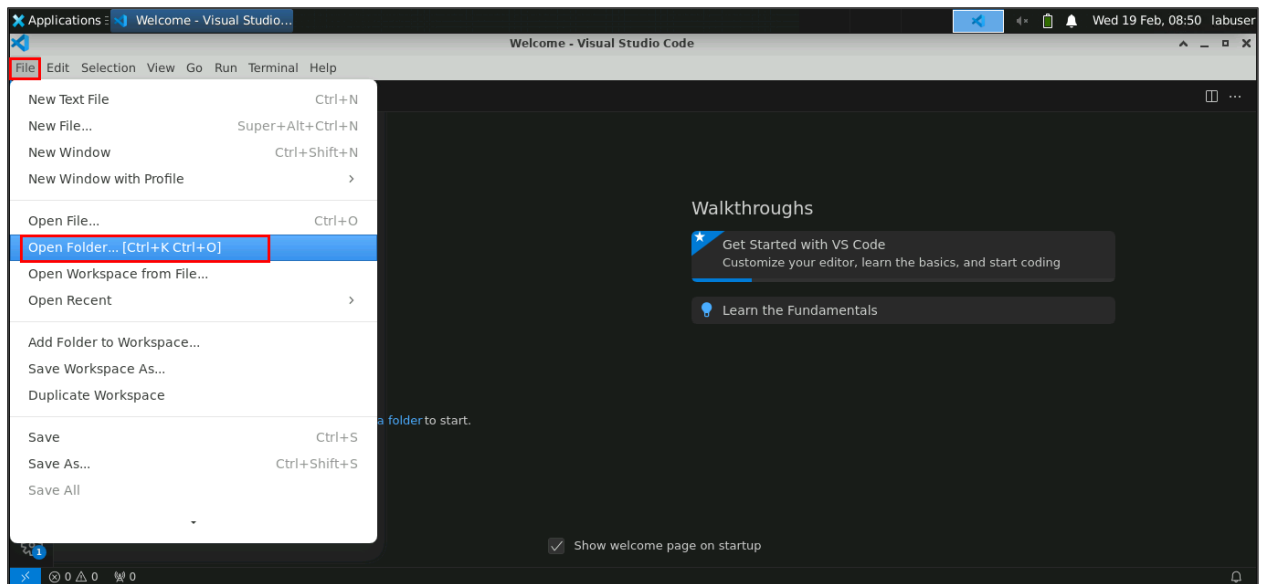 Applications Welcome - Visual Studio... Wed 19 Feb, 08:50 labuser
Welcome - Visual Studio Code
File Edit Selection View Go Run Terminal Help
New Text File Ctrl+N
New File... Super+Alt+Ctrl+N
New Window Ctrl+Shift+N
New Window with Profile
Open File... Ctrl+O
Open Folder... [Ctrl+K Ctrl+O]
Open Workspace from File...
Open Recent
Add Folder to Workspace...
Save Workspace As...
Duplicate Workspace
Save Ctrl+S
Save As... Ctrl+Shift+S
Save All
Walkthroughs
Get Started with VS Code
Customize your editor, learn the basics, and start coding
Learn the Fundamentals
a folder to start.
Show welcome page on startup
1
0 0 0